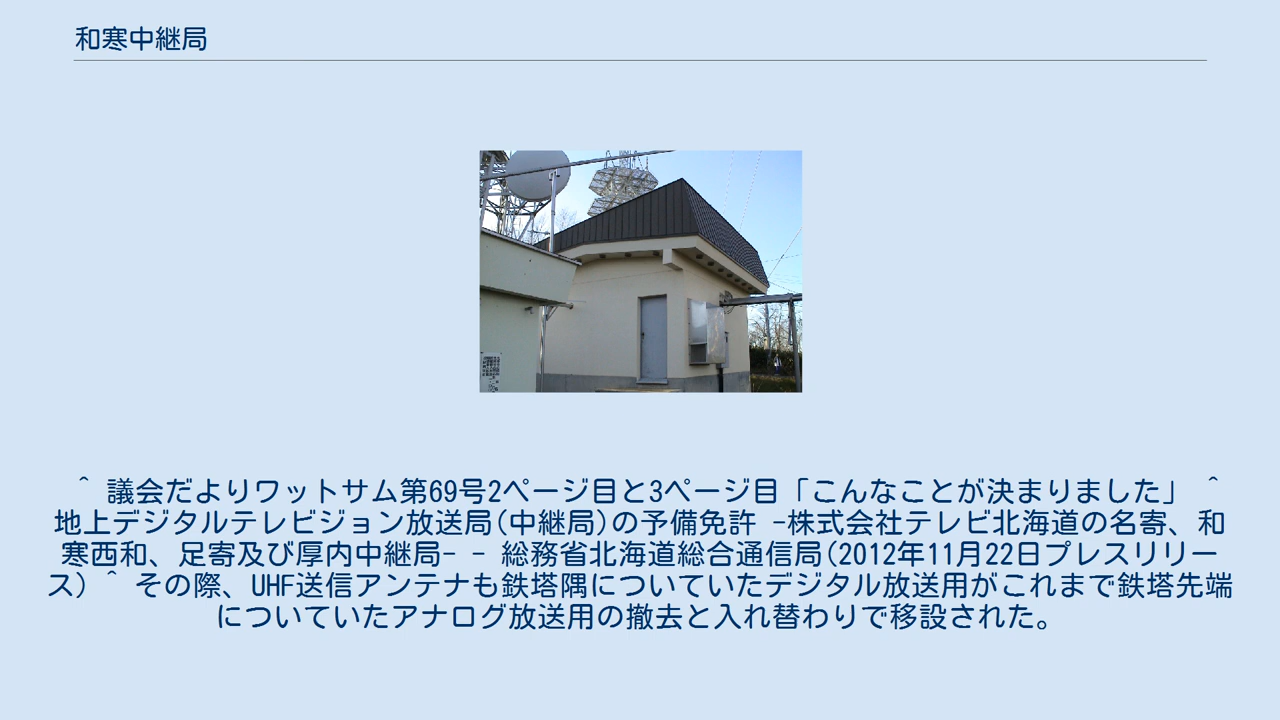 和寒中継局
^ 議会だよりワットサム第69号2ページ目と3ページ目「こんなことが決まりました」 ^
地上デジタルテレビジョン放送局(中継局)の予備免許 -株式会社テレビ北海道の名寄、和
寒西和、足寄及び厚内中継局- - 総務省北海道総合通信局(2012年11月22日プレスリリー
ス) ^ その際、UHF送信アンテナも鉄塔隅についていたデジタル放送用がこれまで鉄塔先端
についていたアナログ放送用の撤去と入れ替わりで移設された。